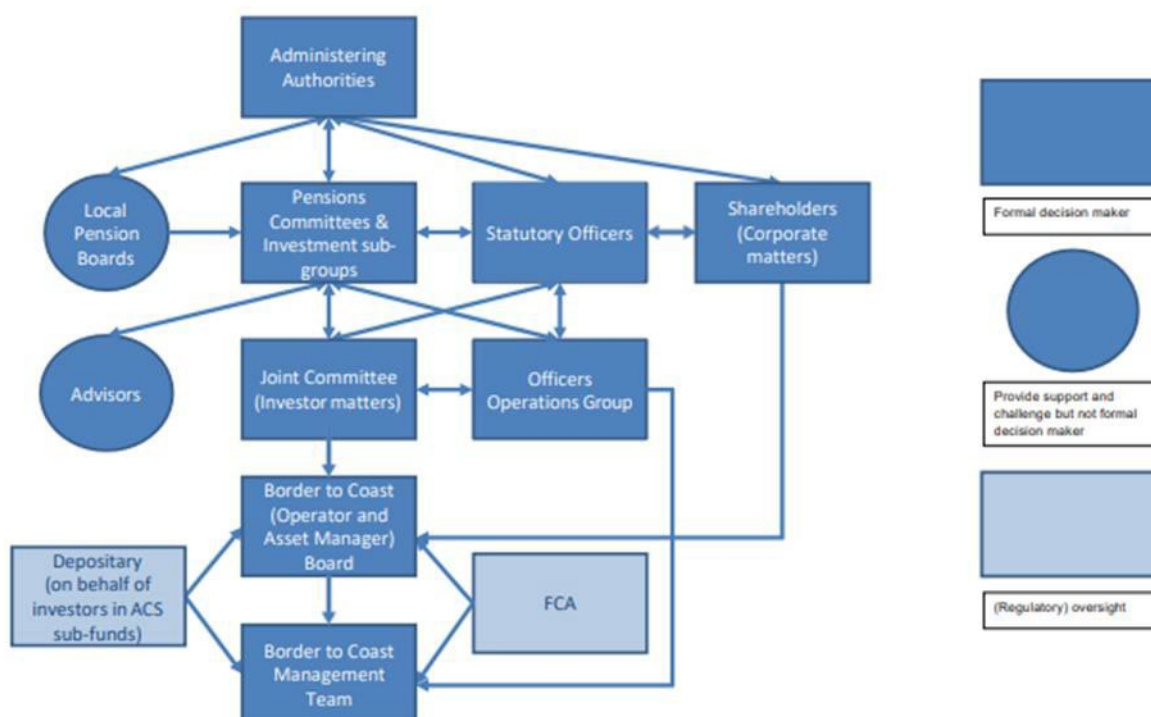 Administering
Authorities
Local
Pension
Boards
Pensions
Committees &
Investment sub-
groups
Statutory Officers
Shareholders
(Corporate
matters)
Advisors
Joint Committee
(Investor matters)
Officers
Operations Group
Border to Coast
(Operator and
Asset Manager)
Board
Depositary
(on behalf of
investors in ACS
sub-funds)
FCA
Border to Coast
Management
Team
Formal decision maker
Provide support and
challenge but not formal
decision maker
(Regulatory) oversight